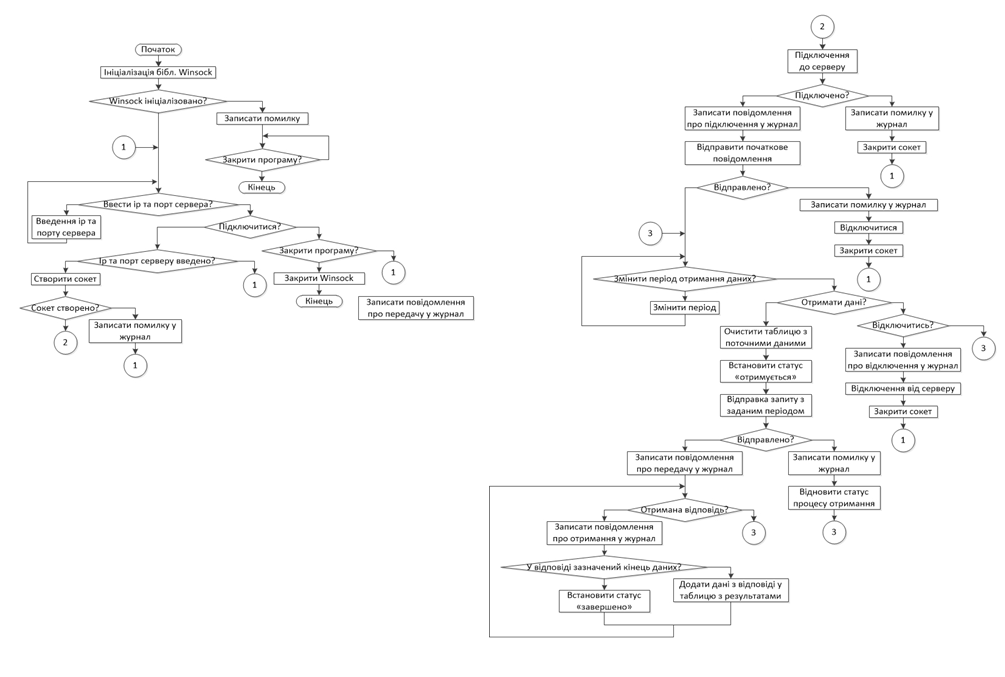 Початок
Ініціалізація бібл. Winsock
Winsock ініціалізовано?
Записати помилку
1
Закрити програму?
Кінець
Ввести ір та порт сервера?
Введення ір та
порту сервера
Підключитися?
Ір та порт серверу введено?
Закрити програму?
1
1
Створити сокет
Закрити Winsock
Кінець
Сокет створено?
Записати повідомлення
про передачу у журнал
2
Записати помилку у
журнал
1
2
Підключення
до серверу
Підключено?
Записати повідомлення
про підключення у журнал
Записати помилку у
журнал
Відправити початкове
повідомлення
Закрити сокет
1
Відправлено?
Записати помилку у журнал
3
Відключитися
Закрити сокет
1
Змінити період отримання даних?
Змінити період
Отримати дані?
Очистити таблицю з
поточними даними
Відключитись?
3
Встановити статус
«отримується»
Записати повідомлення
про відключення у журнал
Відправка запиту з
заданим періодом
Відключення від серверу
Закрити сокет
1
Відправлено?
Записати повідомлення
про передачу у журнал
Записати помилку у
журнал
Відновити статус
процесу отримання
3
Отримана відповідь?
3
Записати повідомлення
про отримання у журнал
У відповіді зазначений кінець даних?
Встановити статус
«завершено»
Додати дані з відповіді у
таблицю з результатами